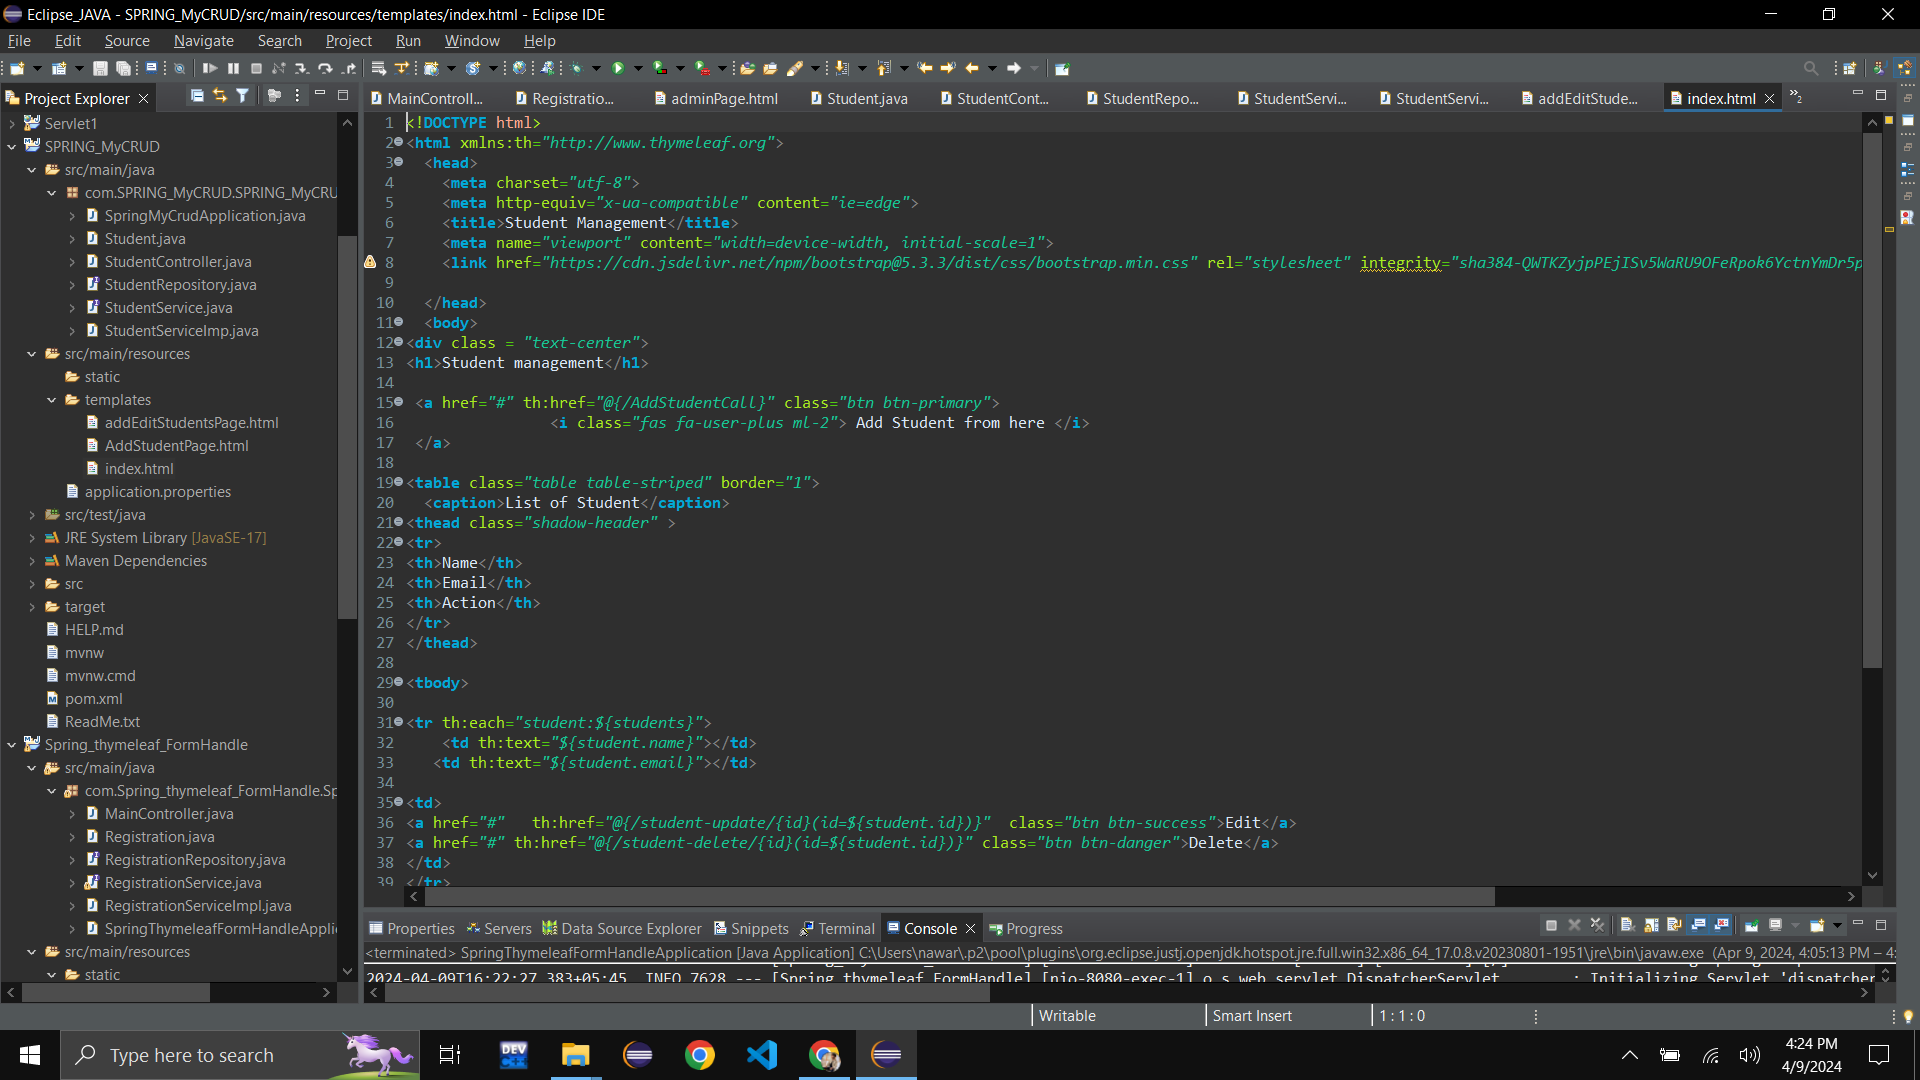 Eclipse_JAVA - SPRING_MyCRUD/src/main/resources/templates/index.html - Eclipse IDE
File Edit Source Navigate Search Project Run Window Help
Project Explorer
MainControll...
Registratio...
adminPage.html
Student.java
StudentCont...
StudentRepo...
StudentServi...
StudentServi...
addEditStude...
index.html
2
Servlet1
SPRING_MyCRUD
src/main/java
com.SPRING_MyCRUD.SPRING_MyCRU
SpringMyCrudApplication.java
Student.java
StudentController.java
StudentRepository.java
StudentService.java
StudentServiceImp.java
src/main/resources
static
templates
addEditStudentsPage.html
AddStudentPage.html
index.html
application.properties
src/test/java
JRE System Library [JavaSE-17]
Maven Dependencies
src
target
HELP.md
mvnw
mvnw.cmd
pom.xml
ReadMe.txt
Spring_thymeleaf_FormHandle
src/main/java
com.Spring_thymeleaf_FormHandle.Sp
MainController.java
Registration.java
RegistrationRepository.java
RegistrationService.java
RegistrationServiceImpl.java
SpringThymeleafFormHandleAppli
src/main/resources
static
1 <!DOCTYPE html>
2 <html xmlns:th="http://www.thymeleaf.org">
3 <head>
4 <meta charset="utf-8">
5 <meta http-equiv="x-ua-compatible" content="ie=edge">
6 <title>Student Management</title>
7 <meta name="viewport" content="width=device-width, initial-scale=1">
8 <link href="https://cdn.jsdelivr.net/npm/bootstrap@5.3.3/dist/css/bootstrap.min.css" rel="stylesheet" integrity="sha384-QWTKZyjpPEjISv5WaRU9OFeRpok6YctnYmDr5p
9
10 </head>
11 <body>
12 <div class = "text-center">
13 <h1>Student management</h1>
14
15 <a href="#" th:href="@{/AddStudentCall}" class="btn btn-primary">
16 <i class="fas fa-user-plus ml-2"> Add Student from here </i>
17 </a>
18
19 <table class="table table-striped" border="1">
20 <caption>List of Student</caption>
21 <thead class="shadow-header" >
22 <tr>
23 <th>Name</th>
24 <th>Email</th>
25 <th>Action</th>
26 </tr>
27 </thead>
28
29 <tbody>
30
31 <tr th:each="student:${students}">
32 <td th:text="${student.name}"></td>
33 <td th:text="${student.email}"></td>
34
35 <td>
36 <a href="#" th:href="@{/student-update/{id}(id=${student.id})}" class="btn btn-success">Edit</a>
37 <a href="#" th:href="@{/student-delete/{id}(id=${student.id})}" class="btn btn-danger">Delete</a>
38 </td>
39 </tr>
Properties Servers Data Source Explorer Snippets Terminal Console Progress
<terminated> SpringThymeleafFormHandleApplication [Java Application] C:\Users\nawar\.p2\pool\plugins\org.eclipse.justj.openjdk.hotspot.jre.full.win32.x86_64_17.0.8.v20230801-1951\jre\bin\javaw.exe (Apr 9, 2024, 4:05:13 PM – 4:
2024-04-09T16:22:27.383+05:45 INFO 7628 --- [Spring_thymeleaf_FormHandle] [nio-8080-exec-1] o.s.web.servlet.DispatcherServlet : Initializing Servlet 'dispatcher
Writable
Smart Insert
1 : 1 : 0
Type here to search
DEV
C++
4:24 PM
4/9/2024